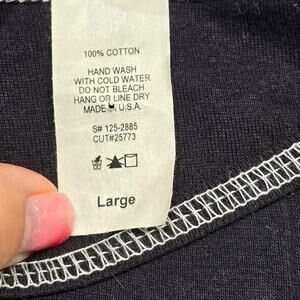 100% COTTON
HAND WASH
WITH COLD WATER
DO NOT BLEACH
HANG OR LINE DRY
MADE IN U.S.A.
S# 125-2885
CUT#25773
Large